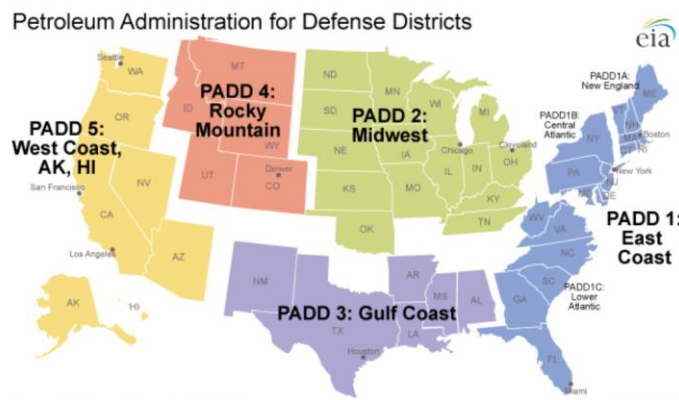 Petroleum Administration for Defense Districts
eia
Seattle
WA
OR
PADD 5:
West Coast,
AK, HI
San Francisco
NV
CA
Los Angeles
AZ
AK
HI
MT
PADD 4:
ID
Rocky
Mountain
WY
Denver
UT
CO
ND
MN
SD
WI
MI
PADD 2:
Midwest
NE
IA
Chicago
Cleveland
IL
IN
OH
KS
MO
KY
OK
TN
NM
AR
MS
AL
PADD 3: Gulf Coast
TX
LA
Houston
PADD1A:
New England
ME
VT
NH
Boston
MA
CT
RI
PADD1B:
Central
Atlantic
NY
New York
PA
NJ
MD
DE
PADD 1:
East
Coast
WV
VA
NC
SC
PADD1C:
Lower
Atlantic
GA
FL
Miami